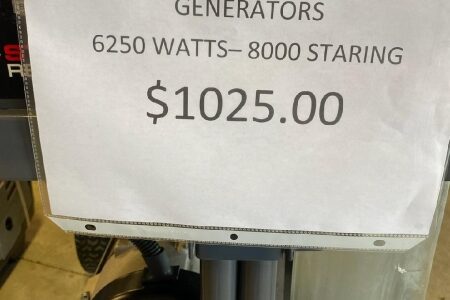 GENERATORS
6250 WATTS– 8000 STARING
$1025.00